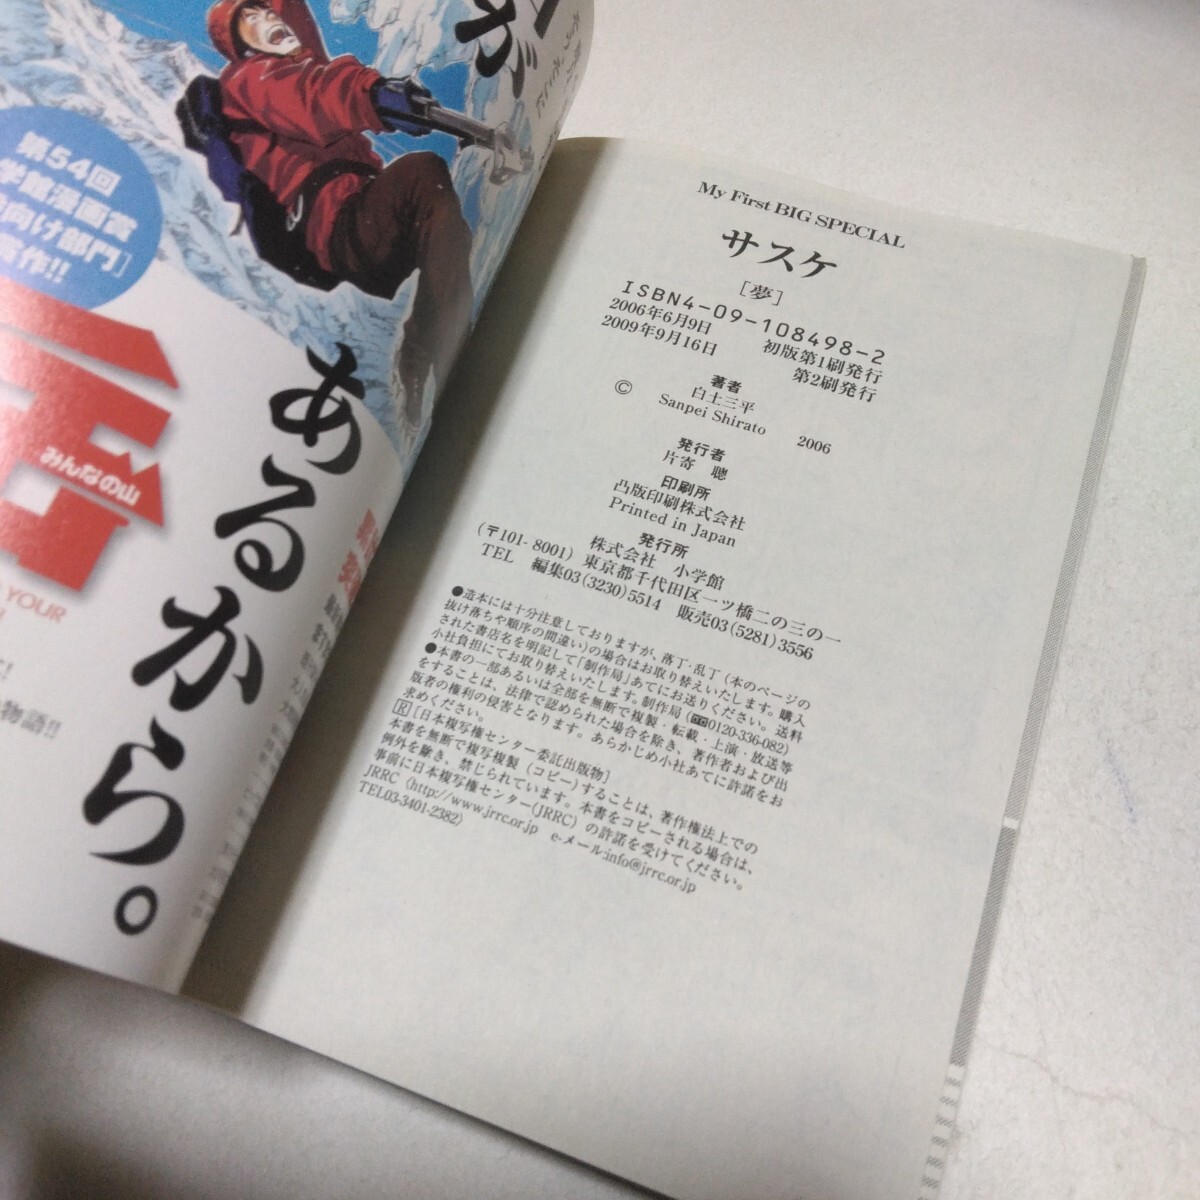 が、
第54回
学館漫画賞
向け部門]
賞作!!
みんなの山
YOUR
物語!!
あるから。
My First BIG SPECIAL
サスケ
[夢]
ISBN4-09-108498-2
2006年6月9日 初版第1刷発行
2009年9月16日 第2刷発行
著者
白土三平
© Sanpei Shirato 2006
発行者
片寄 聰
印刷所
凸版印刷株式会社
Printed in Japan
発行所
株式会社 小学館
(〒101-8001) 東京都千代田区一ツ橋二の三の一
TEL 編集03(3230)5514 販売03(5281)3556
●造本には十分注意しておりますが、落丁・乱丁(本のページの
抜け落ちや順序の間違い)の場合はお取り替えいたします。購入
された書店名を明記して「制作局」あてにお送りください。送料
小社負担にてお取り替えいたします。制作局(0120-336-082)
●本書の一部あるいは全部を無断で複製・転載・上演・放送等
をすることは、法律で認められた場合を除き、著作者および出
版者の権利の侵害となります。あらかじめ小社あてに許諾をお
求めください。
R[日本複写権センター委託出版物]
本書を無断で複写複製(コピー)することは、著作権法上での
例外を除き、禁じられています。本書をコピーされる場合は、
事前に日本複写権センター(JRRC)の許諾を受けてください。
JRRC〈http://www.jrrc.or.jp e-メール:info@jrrc.or.jp
TEL03-3401-2382〉